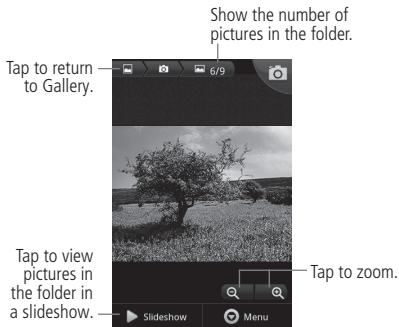 Show the number of
pictures in the folder.
Tap to return
to Gallery.
6/9
Tap to view
pictures in
the folder in
a slideshow.
Tap to zoom.
Slideshow
Menu